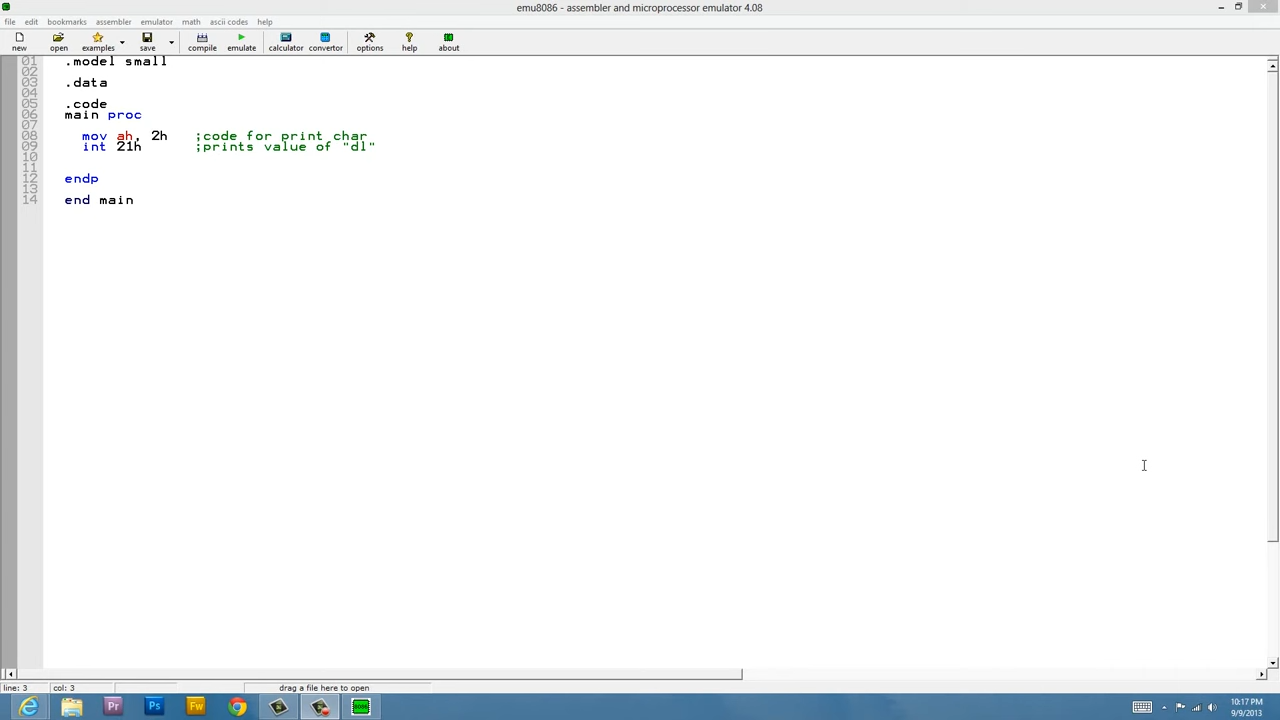 emu8086 - assembler and microprocessor emulator 4.08
file edit bookmarks assembler emulator math ascii codes help
new open examples save compile emulate calculator convertor options help about
01 .model small
02
03 .data
04
05 .code
06 main proc
07
08 mov ah, 2h ;code for print char
09 int 21h ;prints value of "dl"
10
11
12 endp
13
14 end main
line: 3 col: 3 drag a file here to open
Pr Ps Fw 8086
10:17 PM
9/9/2013